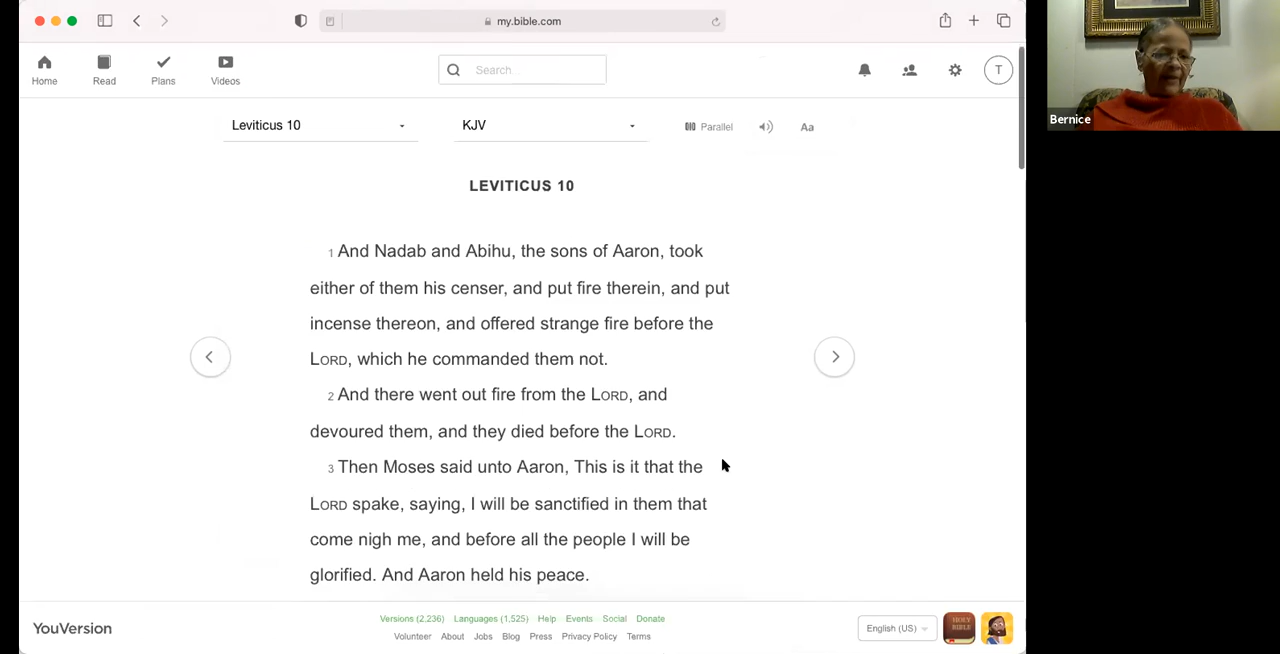 my.bible.com
Home Read Plans Videos
Search...
T
Bernice
Leviticus 10 KJV Parallel Aa
LEVITICUS 10
1 And Nadab and Abihu, the sons of Aaron, took
either of them his censer, and put fire therein, and put
incense thereon, and offered strange fire before the
LORD, which he commanded them not.
2 And there went out fire from the LORD, and
devoured them, and they died before the LORD.
3 Then Moses said unto Aaron, This is it that the
LORD spake, saying, I will be sanctified in them that
come nigh me, and before all the people I will be
glorified. And Aaron held his peace.
Versions (2,236) Languages (1,525) Help Events Social Donate
YouVersion
Volunteer About Jobs Blog Press Privacy Policy Terms
English (US)
HOLY
BIBLE